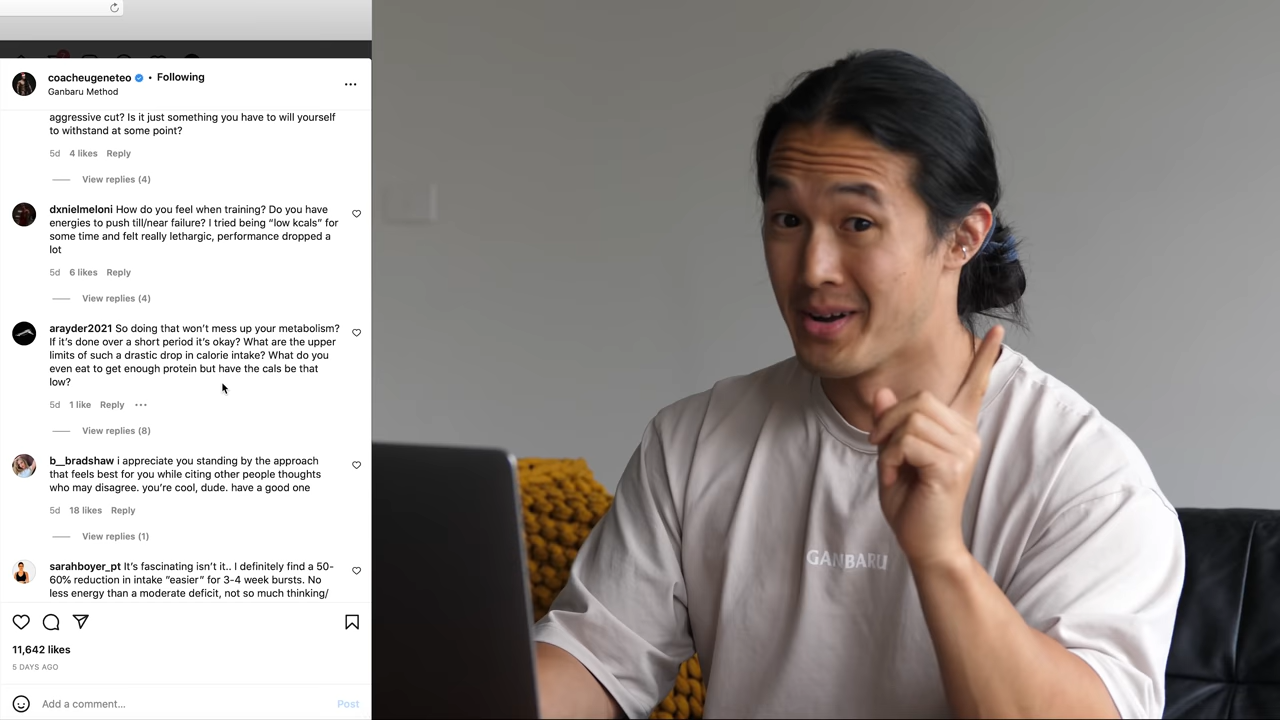 coacheugeneteo • Following
Ganbaru Method
aggressive cut? Is it just something you have to will yourself
to withstand at some point?
5d 4 likes Reply
View replies (4)
dxnielmeloni How do you feel when training? Do you have
energies to push till/near failure? I tried being “low kcals” for
some time and felt really lethargic, performance dropped a
lot
5d 6 likes Reply
View replies (4)
arayder2021 So doing that won’t mess up your metabolism?
If it’s done over a short period it’s okay? What are the upper
limits of such a drastic drop in calorie intake? What do you
even eat to get enough protein but have the cals be that
low?
5d 1 like Reply
View replies (8)
b__bradshaw i appreciate you standing by the approach
that feels best for you while citing other people thoughts
who may disagree. you’re cool, dude. have a good one
5d 18 likes Reply
View replies (1)
sarahboyer_pt It’s fascinating isn’t it.. I definitely find a 50-
60% reduction in intake “easier” for 3-4 week bursts. No
less energy than a moderate deficit, not so much thinking/
11,642 likes
5 DAYS AGO
Add a comment... Post
GANBARU